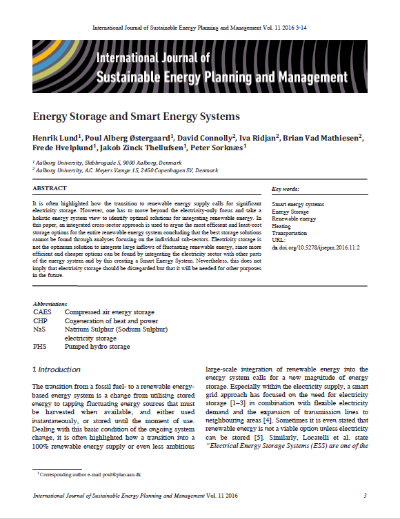 International Journal of Sustainable Energy Planning and Management Vol. 11 2016 3-14
International Journal of
Sustainable Energy Planning and Management
Energy Storage and Smart Energy Systems
Henrik Lund¹, Poul Alberg Østergaard¹, David Connolly², Iva Ridjan², Brian Vad Mathiesen²,
Frede Hvelplund¹, Jakob Zinck Thellufsen¹, Peter Sorknæs¹
¹ Aalborg University, Skibbrogade 5, 9000 Aalborg, Denmark
² Aalborg University, A.C. Meyers Vænge 15, 2450 Copenhagen SV, Denmark
ABSTRACT
It is often highlighted how the transition to renewable energy supply calls for significant
electricity storage. However, one has to move beyond the electricity-only focus and take a
holistic energy system view to identify optimal solutions for integrating renewable energy. In
this paper, an integrated cross-sector approach is used to argue the most efficient and least-cost
storage options for the entire renewable energy system concluding that the best storage solutions
cannot be found through analyses focusing on the individual sub-sectors. Electricity storage is
not the optimum solution to integrate large inflows of fluctuating renewable energy, since more
efficient and cheaper options can be found by integrating the electricity sector with other parts
of the energy system and by this creating a Smart Energy System. Nevertheless, this does not
imply that electricity storage should be disregarded but that it will be needed for other purposes
in the future.
Key words:
Smart energy systems
Energy Storage
Renewable energy
Heating
Transportation
URL:
dx.doi.org/10.5278/ijsepm.2016.11.2
Abbreviations
CAES Compressed air energy storage
CHP Cogeneration of heat and power
NaS Natrium Sulphur (Sodium Sulphur)
electricity storage
PHS Pumped hydro storage
1 Introduction
The transition from a fossil fuel- to a renewable energy-
based energy system is a change from utilising stored
energy to tapping fluctuating energy sources that must
be harvested when available, and either used
instantaneously, or stored until the moment of use.
Dealing with this basic condition of the ongoing system
change, it is often highlighted how a transition into a
100% renewable energy supply or even less ambitious
large-scale integration of renewable energy into the
energy system calls for a new magnitude of energy
storage. Especially within the electricity supply, a smart
grid approach has focused on the need for electricity
storage [1–3] in combination with flexible electricity
demand and the expansion of transmission lines to
neighbouring areas [4]. Sometimes it is even stated that
renewable energy is not a viable option unless electricity
can be stored [5]. Similarly, Locatelli et al. state
"Electrical Energy Storage Systems (ESS) are one of the
¹ Corresponding author e-mail: poul@plan.aau.dk
International Journal of Sustainable Energy Planning and Management Vol. 11 2016
3